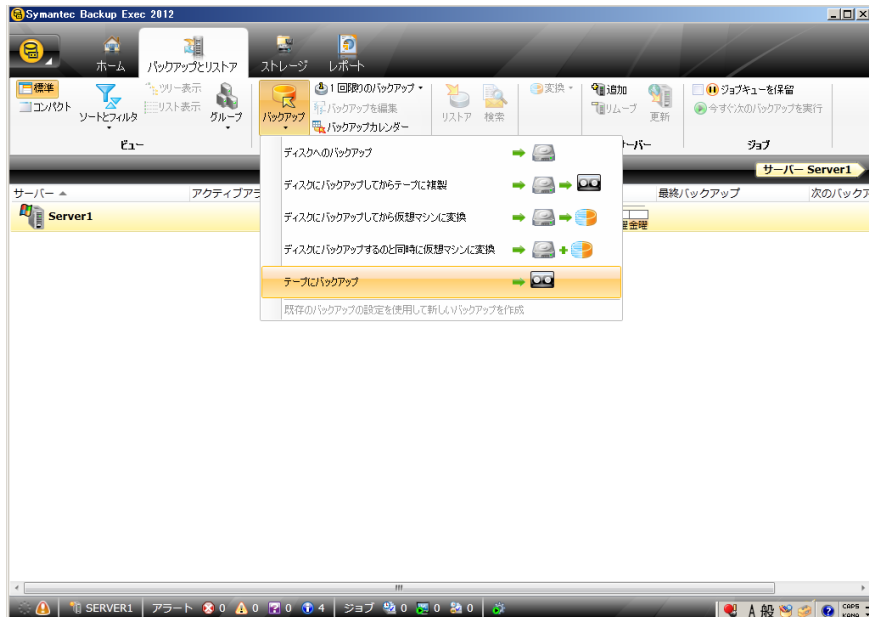 Symantec Backup Exec 2012
ホーム
バックアップとリストア
ストレージ
レポート
標準
コンパクト
ソートとフィルタ
ツリー表示
リスト表示
グループ
バックアップ
1 回限りのバックアップ
バックアップを編集
バックアップカレンダー
リストア
検索
変換
追加
リムーブ
更新
ジョブキューを保留
今すぐ次のバックアップを実行
ビュー
ーバー
ジョブ
ディスクへのバックアップ
サーバー Server1
ディスクにバックアップしてからテープに複製
サーバー
アクティブアラ
最終バックアップ
次のバックア
Server1
ディスクにバックアップしてから仮想マシンに変換
金曜
ディスクにバックアップするのと同時に仮想マシンに変換
テープにバックアップ
既存のバックアップの設定を使用して新しいバックアップを作成
SERVER1
アラート
0
0
0
4
ジョブ
0
0
0
A 般
CAPS
KANA